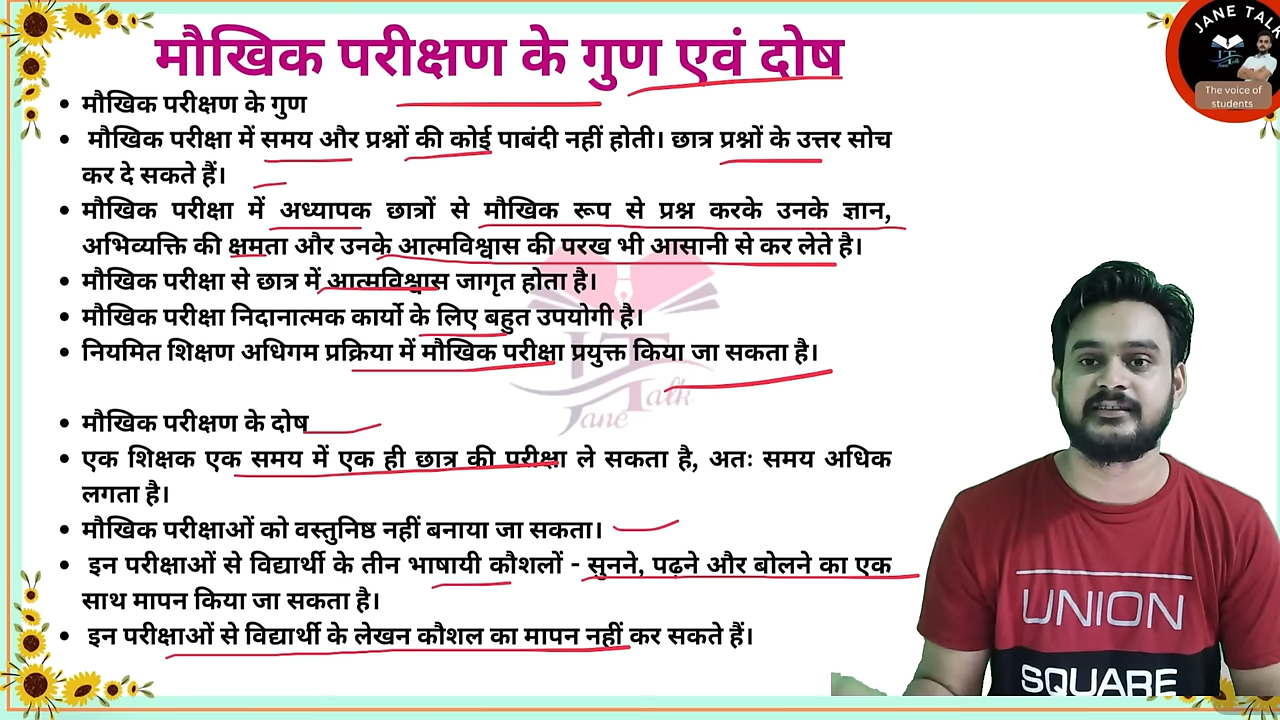 मौखिक परीक्षण के गुण एवं दोष
JANE TALK
The voice of
students
• मौखिक परीक्षण के गुण
• मौखिक परीक्षा में समय और प्रश्नों की कोई पाबंदी नहीं होती। छात्र प्रश्नों के उत्तर सोच
कर दे सकते हैं।
• मौखिक परीक्षा में अध्यापक छात्रों से मौखिक रूप से प्रश्न करके उनके ज्ञान,
अभिव्यक्ति की क्षमता और उनके आत्मविश्वास की परख भी आसानी से कर लेते है।
• मौखिक परीक्षा से छात्र में आत्मविश्वास जागृत होता है।
• मौखिक परीक्षा निदानात्मक कार्यो के लिए बहुत उपयोगी है।
• नियमित शिक्षण अधिगम प्रक्रिया में मौखिक परीक्षा प्रयुक्त किया जा सकता है।
JT
Jane Talk
• मौखिक परीक्षण के दोष
• एक शिक्षक एक समय में एक ही छात्र की परीक्षा ले सकता है, अतः समय अधिक
लगता है।
• मौखिक परीक्षाओं को वस्तुनिष्ठ नहीं बनाया जा सकता।
• इन परीक्षाओं से विद्यार्थी के तीन भाषायी कौशलों - सुनने, पढ़ने और बोलने का एक
साथ मापन किया जा सकता है।
• इन परीक्षाओं से विद्यार्थी के लेखन कौशल का मापन नहीं कर सकते हैं।
UNION
SQUARE